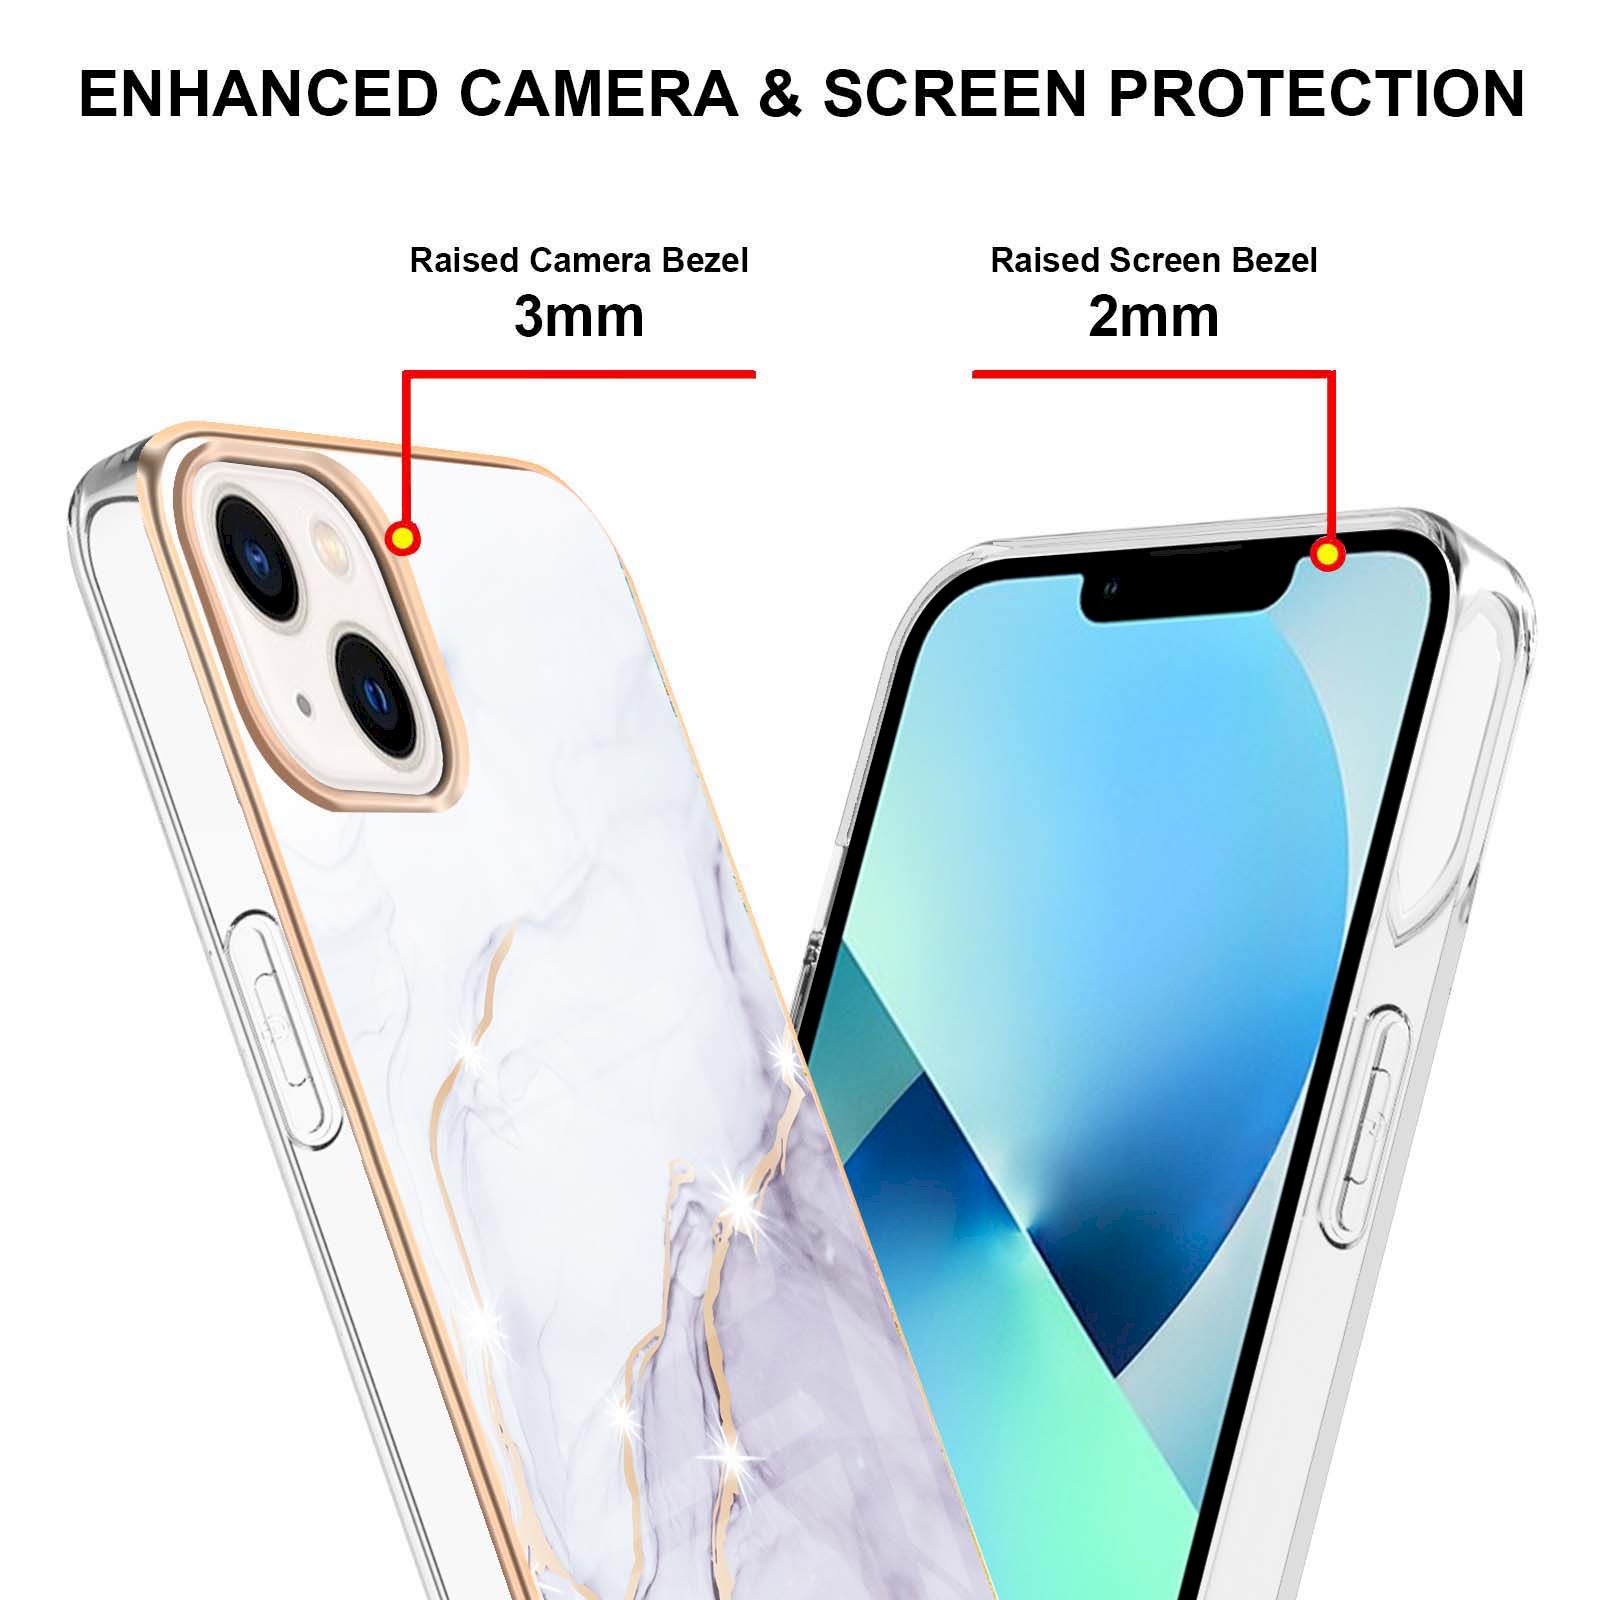 ENHANCED CAMERA & SCREEN PROTECTION
Raised Camera Bezel
3mm
Raised Screen Bezel
2mm